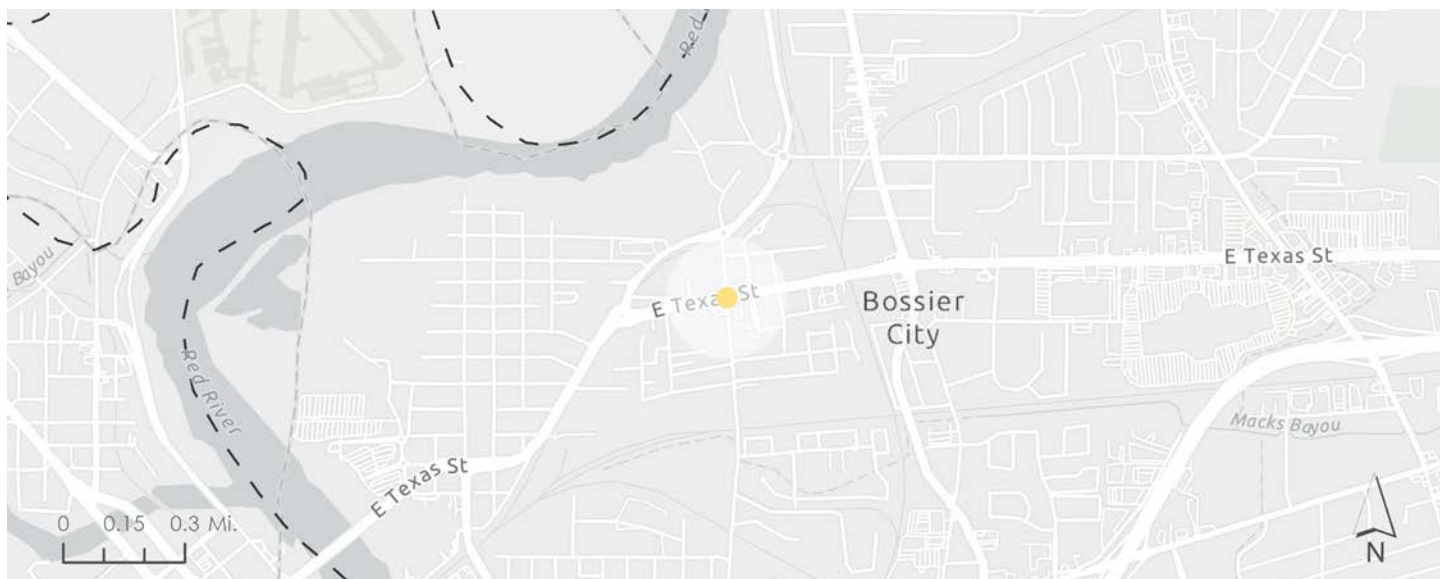 Red
Bayou
E Texas St
E Texas St
Bossier
City
Red River
Macks Bayou
E Texas St
0 0.15 0.3 Mi.
N